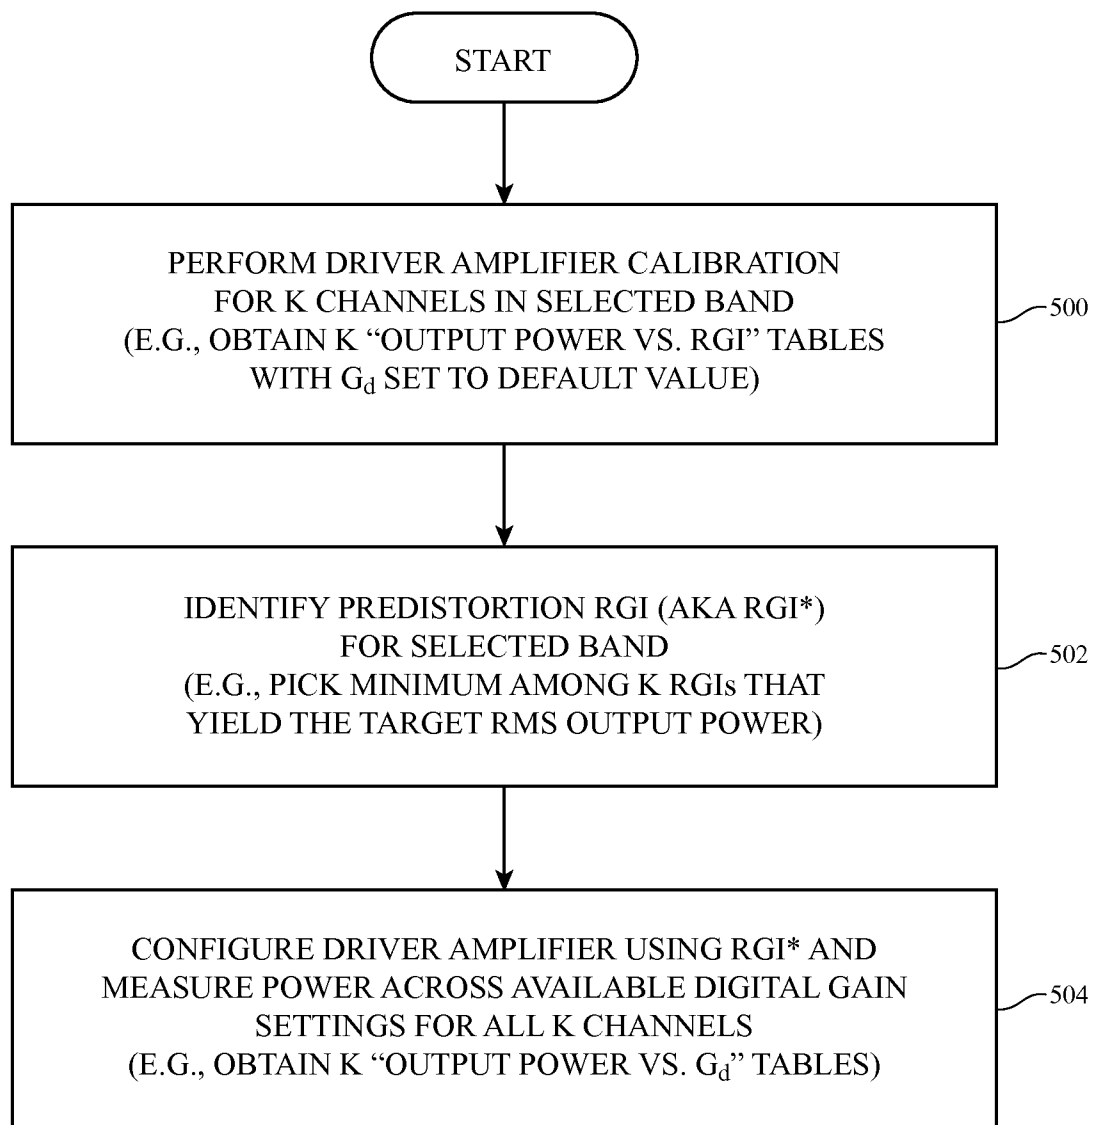 START
PERFORM DRIVER AMPLIFIER CALIBRATION
FOR K CHANNELS IN SELECTED BAND
(E.G., OBTAIN K “OUTPUT POWER VS. RGI” TABLES
WITH Gd SET TO DEFAULT VALUE)
500
IDENTIFY PREDISTORTION RGI (AKA RGI*)
FOR SELECTED BAND
(E.G., PICK MINIMUM AMONG K RGIs THAT
YIELD THE TARGET RMS OUTPUT POWER)
502
CONFIGURE DRIVER AMPLIFIER USING RGI* AND
MEASURE POWER ACROSS AVAILABLE DIGITAL GAIN
SETTINGS FOR ALL K CHANNELS
(E.G., OBTAIN K “OUTPUT POWER VS. Gd” TABLES)
504